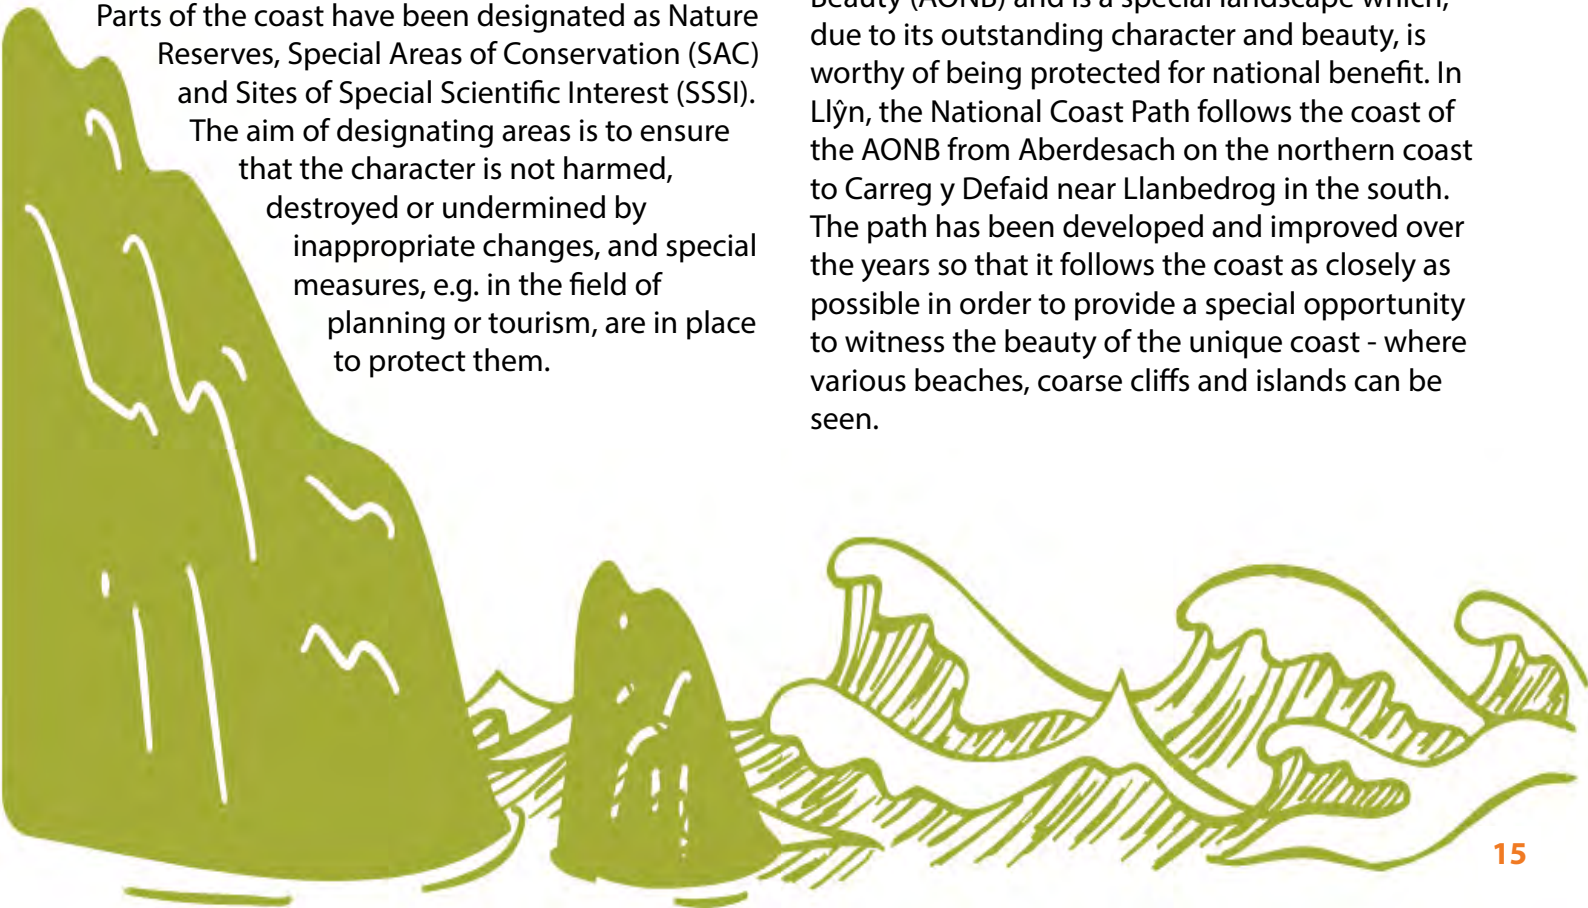 Parts of the coast have been designated as Nature
Reserves, Special Areas of Conservation (SAC)
and Sites of Special Scientific Interest (SSSI).
The aim of designating areas is to ensure
that the character is not harmed,
destroyed or undermined by
inappropriate changes, and special
measures, e.g. in the field of
planning or tourism, are in place
to protect them.
Beauty (AONB) and is a special landscape which,
due to its outstanding character and beauty, is
worthy of being protected for national benefit. In
Llŷn, the National Coast Path follows the coast of
the AONB from Aberdesach on the northern coast
to Carreg y Defaid near Llanbedrog in the south.
The path has been developed and improved over
the years so that it follows the coast as closely as
possible in order to provide a special opportunity
to witness the beauty of the unique coast - where
various beaches, coarse cliffs and islands can be
seen.
15